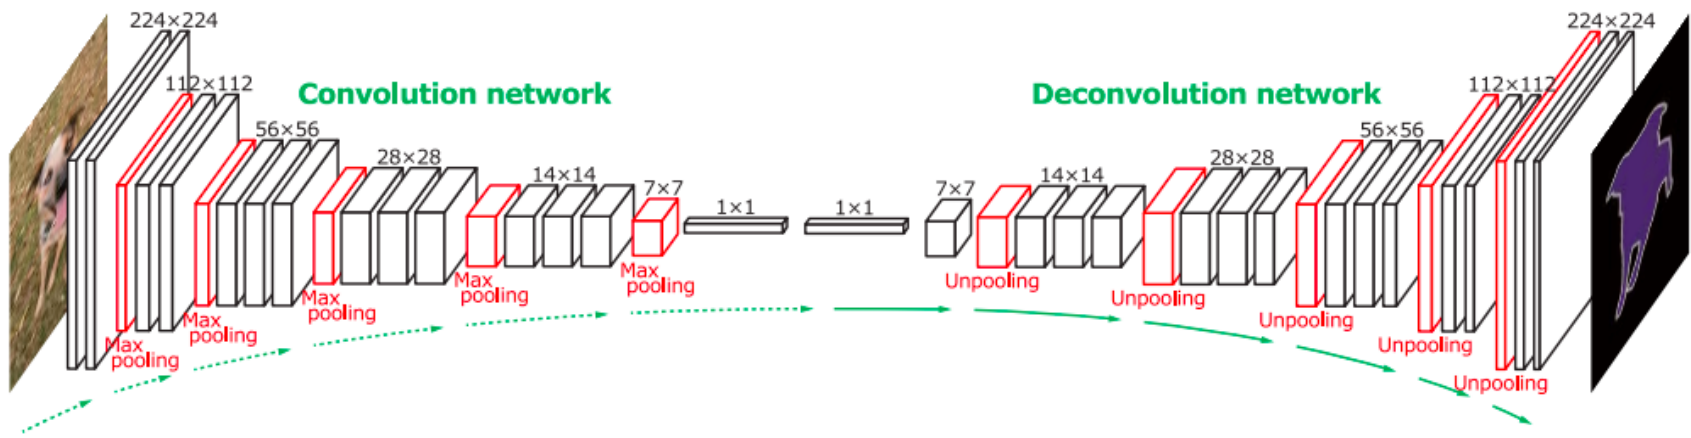 224×224
112×112
Convolution network
56×56
28×28
14×14
7×7
1×1
1×1
7×7
14×14
28×28
56×56
Deconvolution network
112×112
224×224
Max
pooling
Max
pooling
Max
pooling
Max
pooling
Max
pooling
Unpooling
Unpooling
Unpooling
Unpooling
Unpooling